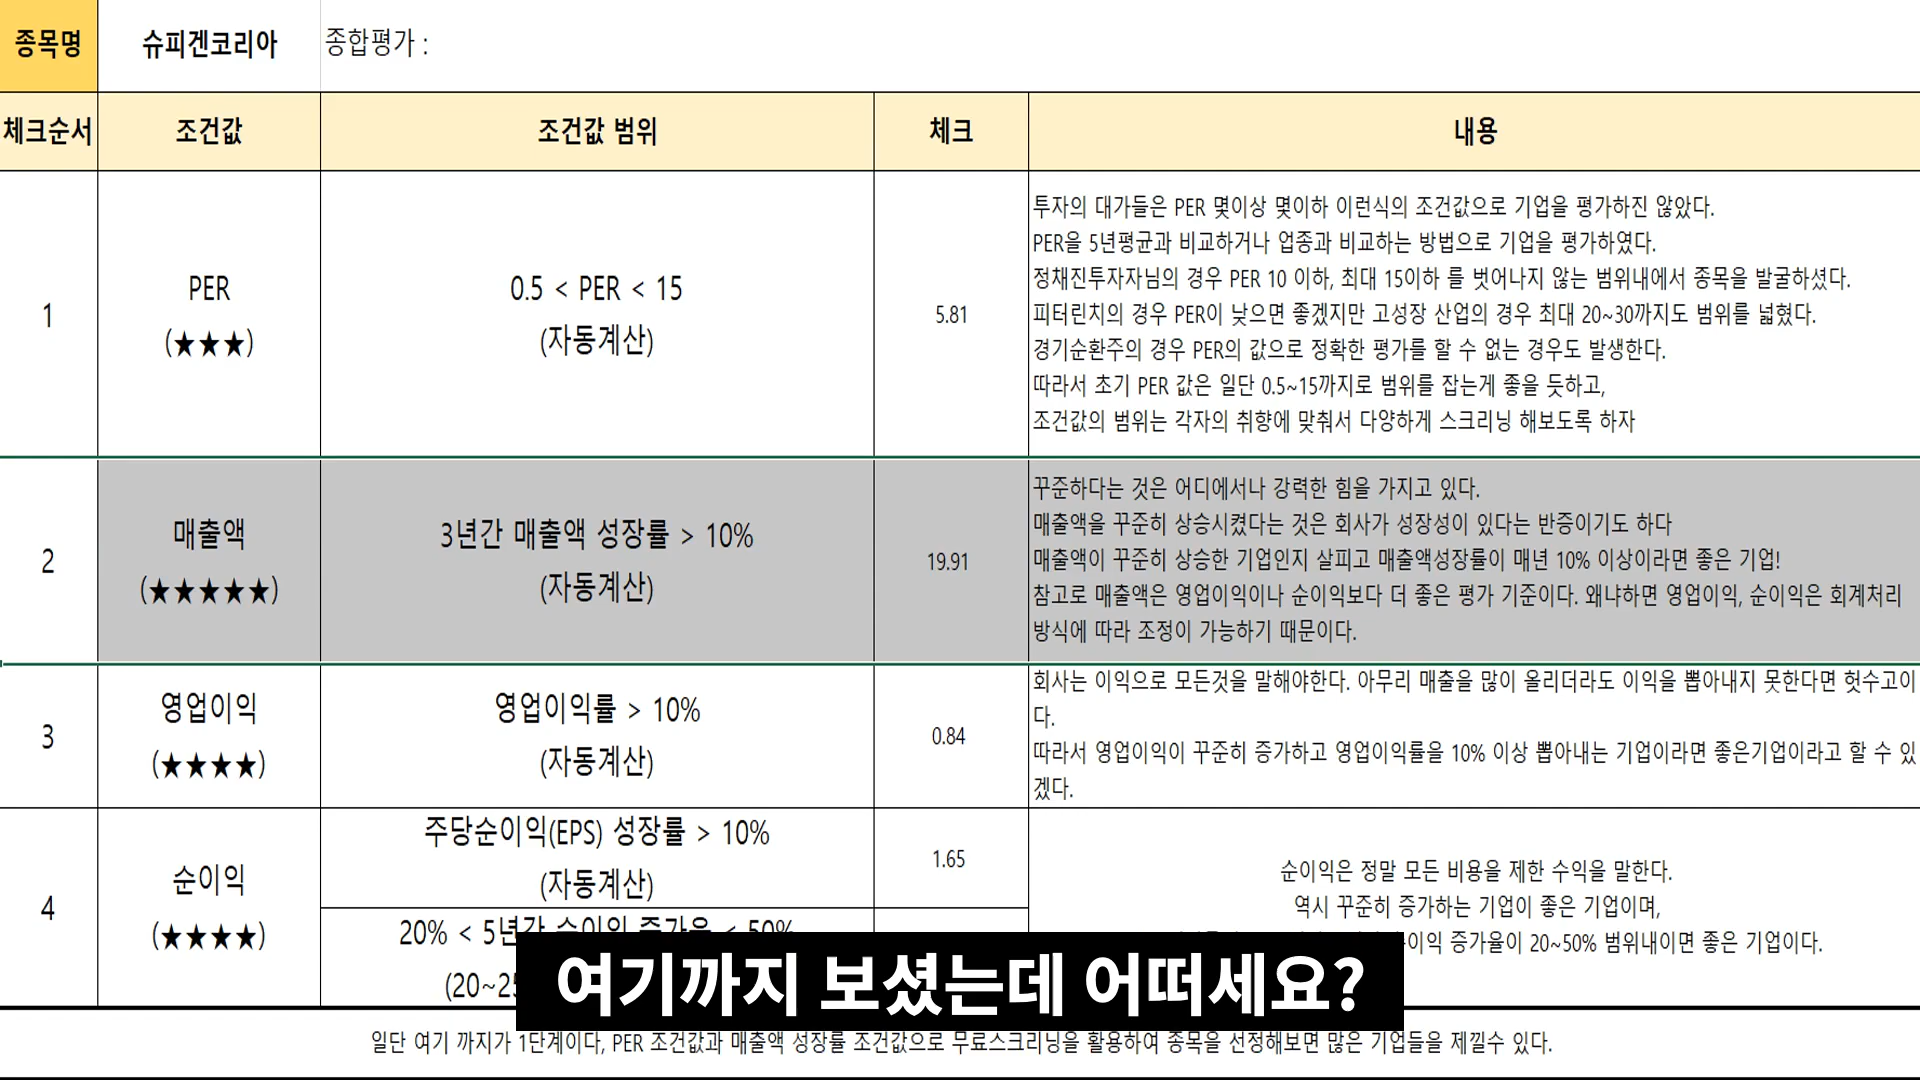 종목명
슈피겐코리아
종합평가 :
체크순서
조건값
조건값 범위
체크
내용
1
PER
(★★★)
0.5 < PER < 15
(자동계산)
5.81
투자의 대가들은 PER 몇이상 몇이하 이런식의 조건값으로 기업을 평가하진 않았다.
PER을 5년평균과 비교하거나 업종과 비교하는 방법으로 기업을 평가하였다.
정채진투자자님의 경우 PER 10 이하, 최대 15이하 를 벗어나지 않는 범위내에서 종목을 발굴하셨다.
피터린치의 경우 PER이 낮으면 좋겠지만 고성장 산업의 경우 최대 20~30까지도 범위를 넓혔다.
경기순환주의 경우 PER의 값으로 정확한 평가를 할 수 없는 경우도 발생한다.
따라서 초기 PER 값은 일단 0.5~15까지로 범위를 잡는게 좋을 듯하고,
조건값의 범위는 각자의 취향에 맞춰서 다양하게 스크리닝 해보도록 하자
2
매출액
(★★★★★)
3년간 매출액 성장률 > 10%
(자동계산)
19.91
꾸준하다는 것은 어디에서나 강력한 힘을 가지고 있다.
매출액을 꾸준히 상승시켰다는 것은 회사가 성장성이 있다는 반증이기도 하다
매출액이 꾸준히 상승한 기업인지 살피고 매출액성장률이 매년 10% 이상이라면 좋은 기업!
참고로 매출액은 영업이익이나 순이익보다 더 좋은 평가 기준이다. 왜냐하면 영업이익, 순이익은 회계처리
방식에 따라 조정이 가능하기 때문이다.
3
영업이익
(★★★★)
영업이익률 > 10%
(자동계산)
0.84
회사는 이익으로 모든것을 말해야한다. 아무리 매출을 많이 올리더라도 이익을 뽑아내지 못한다면 헛수고이
다.
따라서 영업이익이 꾸준히 증가하고 영업이익률을 10% 이상 뽑아내는 기업이라면 좋은기업이라고 할 수 있
겠다.
4
순이익
(★★★★)
주당순이익(EPS) 성장률 > 10%
(자동계산)
1.65
20% < 5년간 순이익 증가율 < 50%
(20~25
순이익은 정말 모든 비용을 제한 수익을 말한다.
역시 꾸준히 증가하는 기업이 좋은 기업이며,
이익 증가율이 20~50% 범위내이면 좋은 기업이다.
여기까지 보셨는데 어떠세요?
일단 여기 까지가 1단계이다, PER 조건값과 매출액 성장률 조건값으로 무료스크리닝을 활용하여 종목을 선정해보면 많은 기업들을 제낄수 있다.